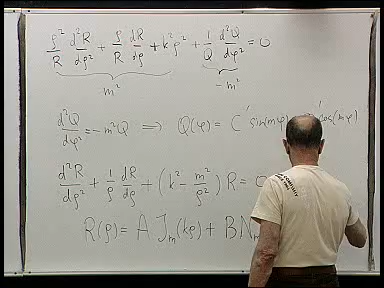 ρ²/R d²R/dρ² + ρ/R dR/dρ + k²ρ² + 1/Q d²Q/dφ² = 0
m² - m²
d²Q/dφ² = -m²Q ⟹ Q(φ) = C' sin(mφ) cos(mφ)
d²R/dρ² + 1/ρ dR/dρ + (k² - m²/ρ²) R = 0
R(ρ) = A J_m(kρ) + B N